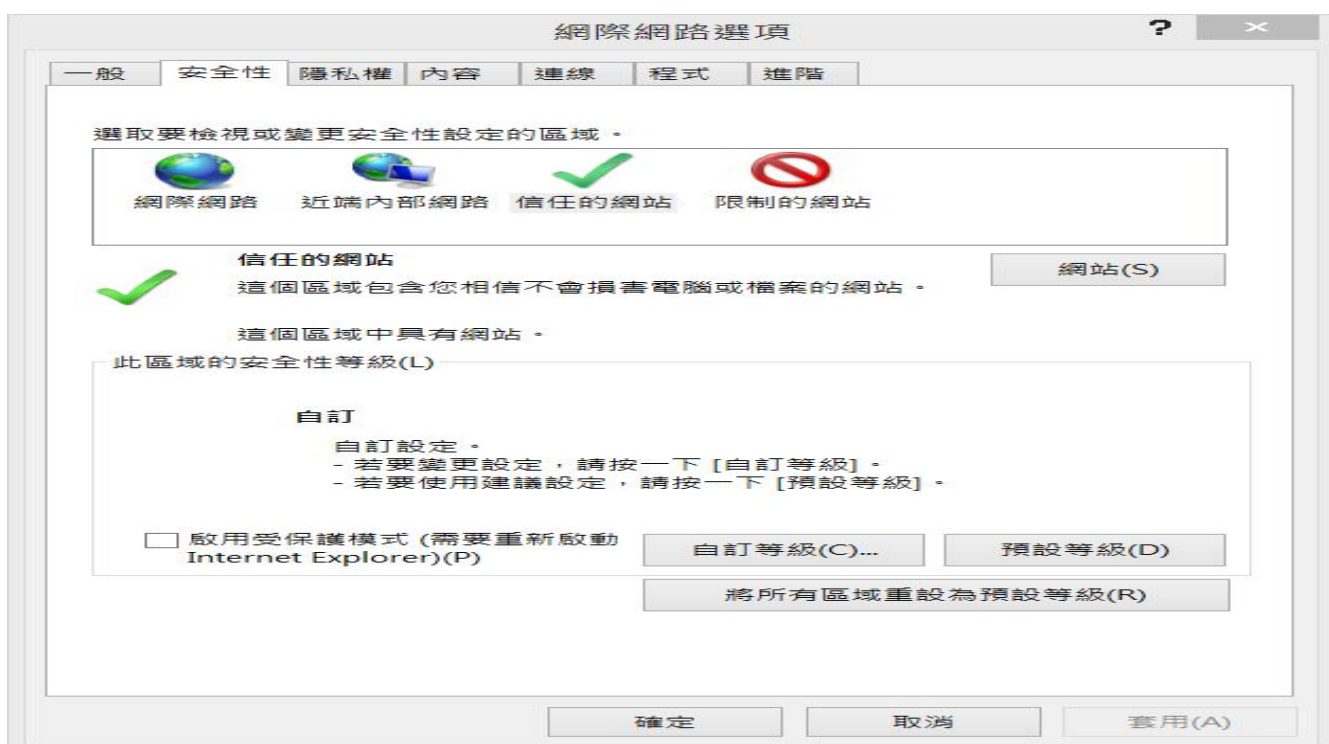 網際網路選項
?
一般 安全性 隱私權 內容 連線 程式 進階
選取要檢視或變更安全性設定的區域。
網際網路 近端內部網路 信任的網站 限制的網站
信任的網站
網站(S)
這個區域包含您相信不會損害電腦或檔案的網站。
這個區域中具有網站。
此區域的安全性等級(L)
自訂
自訂設定。
- 若要變更設定，請按一下 [自訂等級]。
- 若要使用建議設定，請按一下 [預設等級]。
啟用受保護模式 (需要重新啟動
Internet Explorer)(P)
自訂等級(C)... 預設等級(D)
將所有區域重設為預設等級(R)
確定 取消 套用(A)